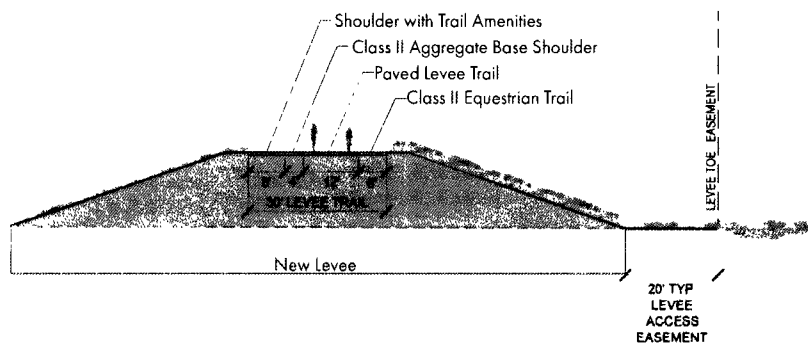 Shoulder with Trail Amenities
Class II Aggregate Base Shoulder
Paved Levee Trail
Class II Equestrian Trail
LEVEE TOE EASEMENT
12'
30' LEVEE TRAIL
New Levee
20' TYP
LEVEE
ACCESS
EASEMENT